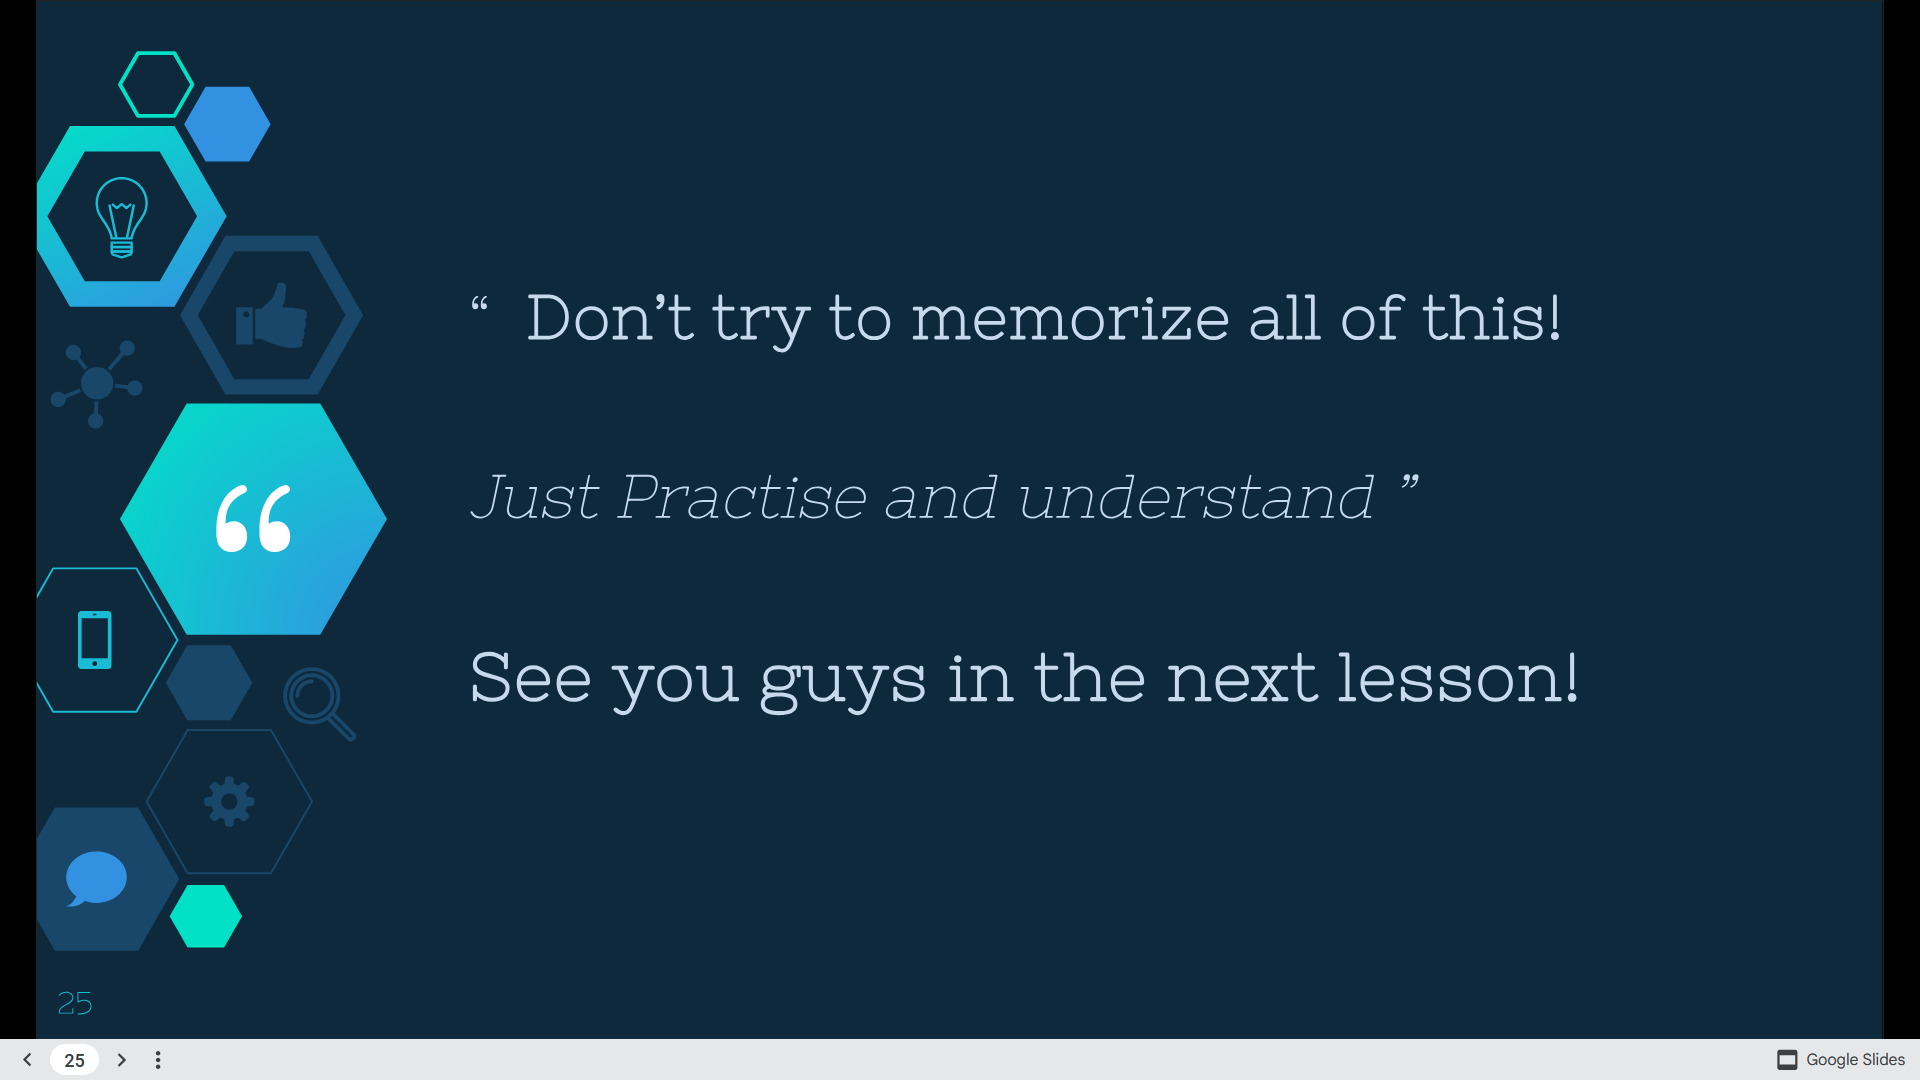 “ Don’t try to memorize all of this!
Just Practise and understand ”
See you guys in the next lesson!
25
25
Google Slides